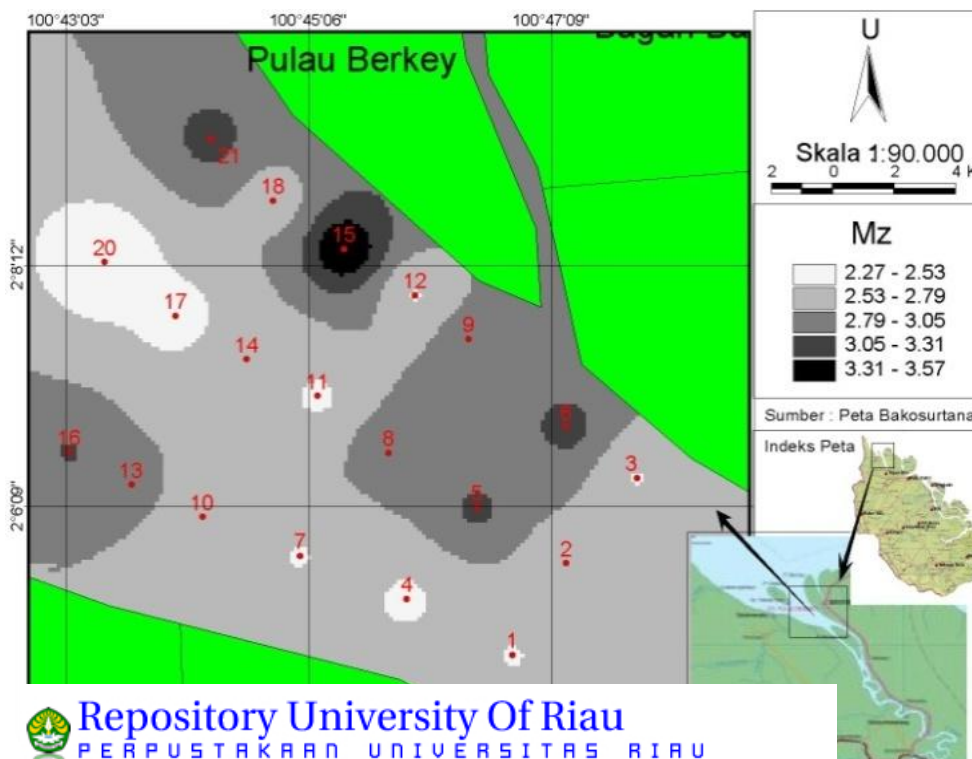 100°43'03"
100°45'06"
100°47'09"
Pulau Berkey
U
Skala 1:90.000
2 0 2 4 K
Mz
2.27 - 2.53
2.53 - 2.79
2.79 - 3.05
3.05 - 3.31
3.31 - 3.57
Sumber : Peta Bakosurtana
Indeks Peta
2°8'12"
2°6'09"
21
18
15
20
12
17
9
14
11
6
16
8
3
13
5
10
7
2
4
1
Repository University Of Riau
PERPUSTAKAAN UNIVERSITAS RIAU